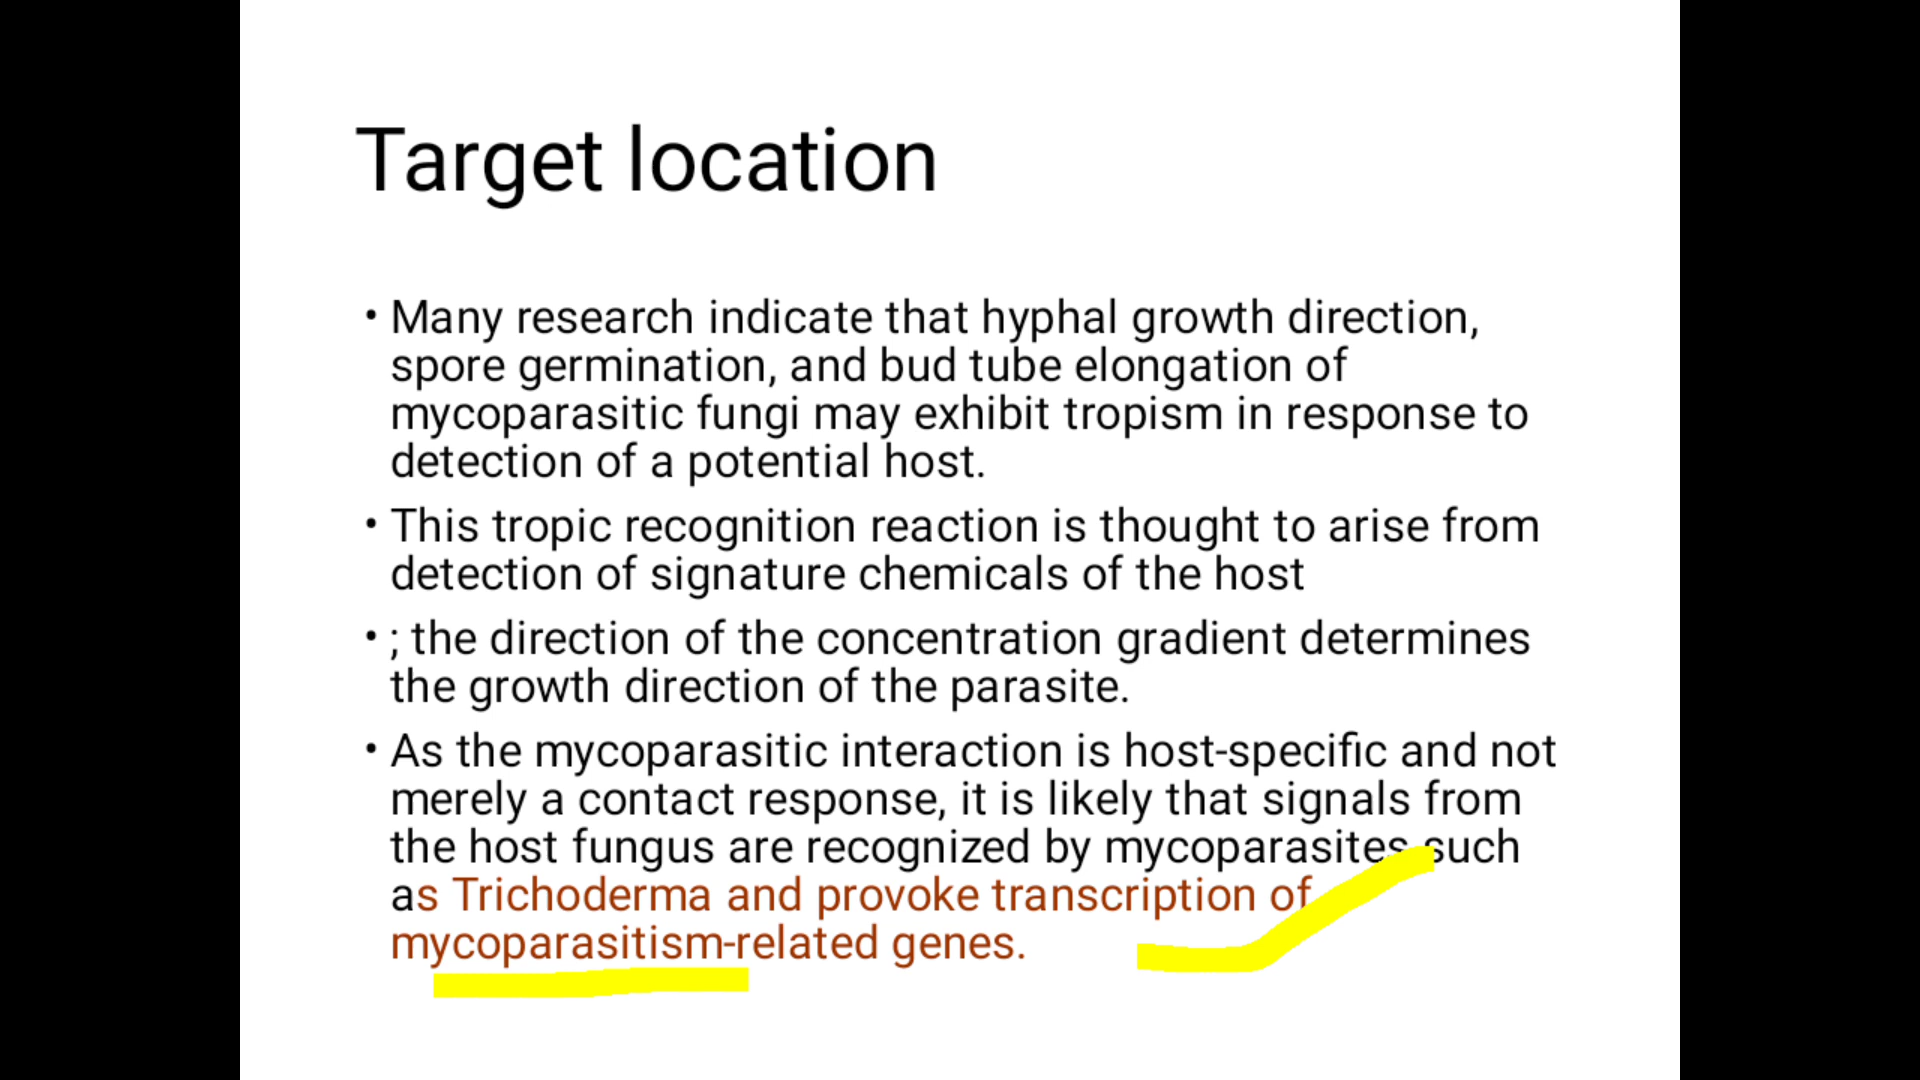 Target location
• Many research indicate that hyphal growth direction,
spore germination, and bud tube elongation of
mycoparasitic fungi may exhibit tropism in response to
detection of a potential host.
• This tropic recognition reaction is thought to arise from
detection of signature chemicals of the host
• ; the direction of the concentration gradient determines
the growth direction of the parasite.
• As the mycoparasitic interaction is host-specific and not
merely a contact response, it is likely that signals from
the host fungus are recognized by mycoparasites such
as Trichoderma and provoke transcription of
mycoparasitism-related genes.